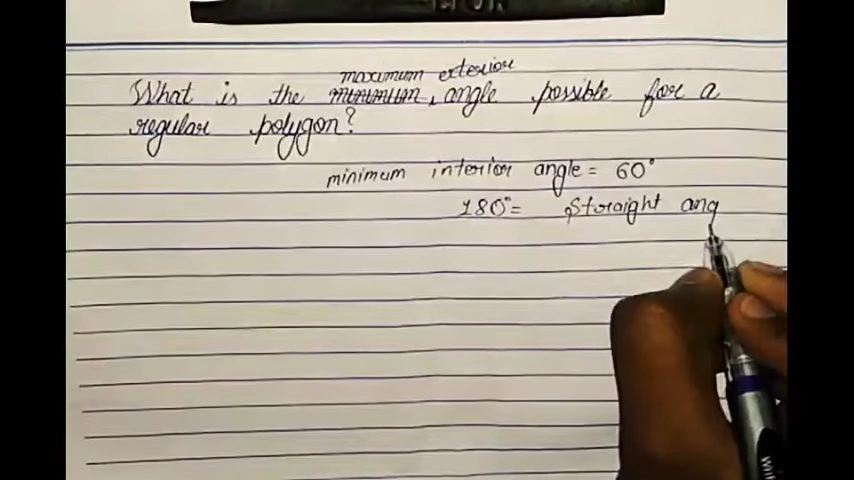 What is the maximum exterior minimum, angle possible for a
regular polygon?
minimum interior angle = 60°
180° = straight ang